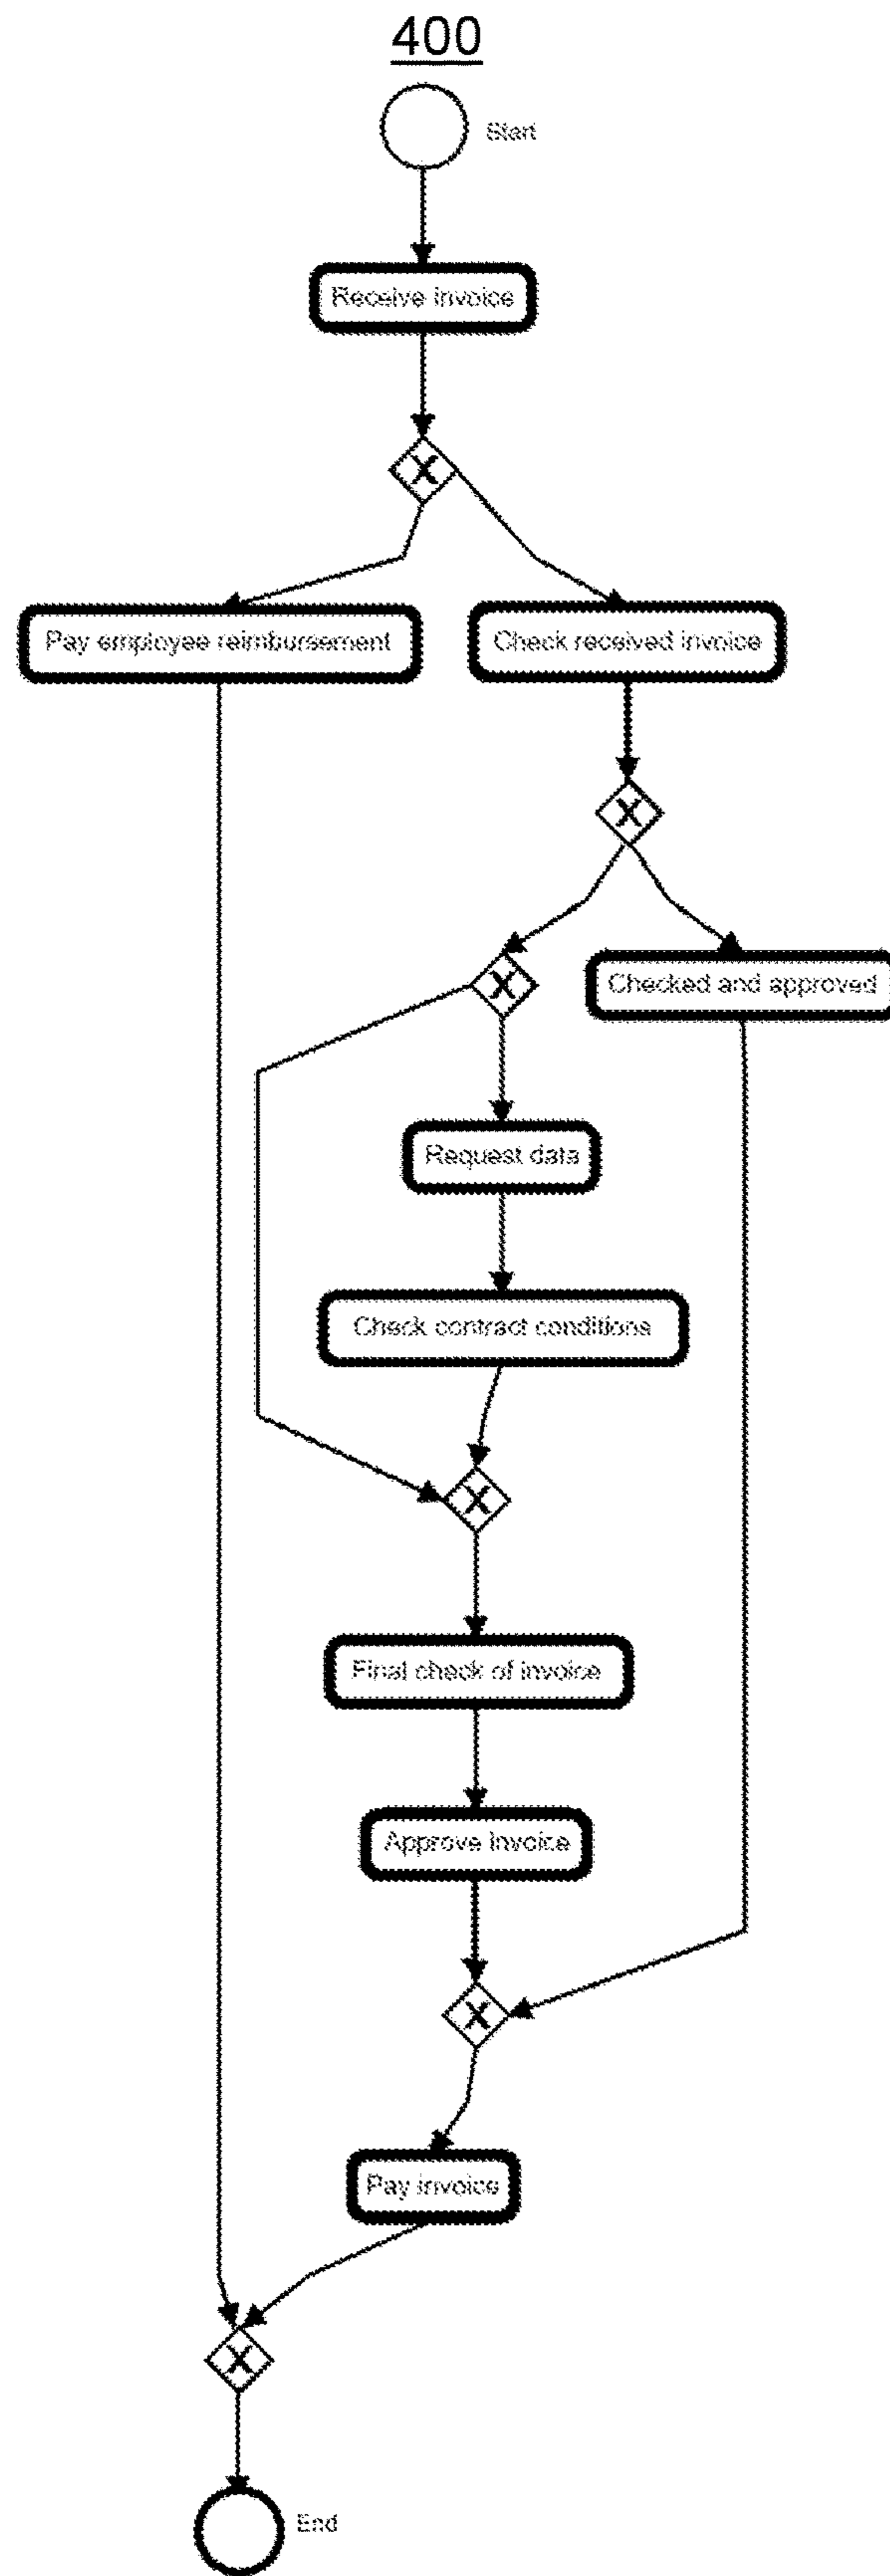 400
Start
Receive invoice
X
Pay employee reimbursement
Check received invoice
X
X
Checked and approved
Request data
Check contract conditions
X
Final check of invoice
Approve invoice
X
Pay invoice
X
End